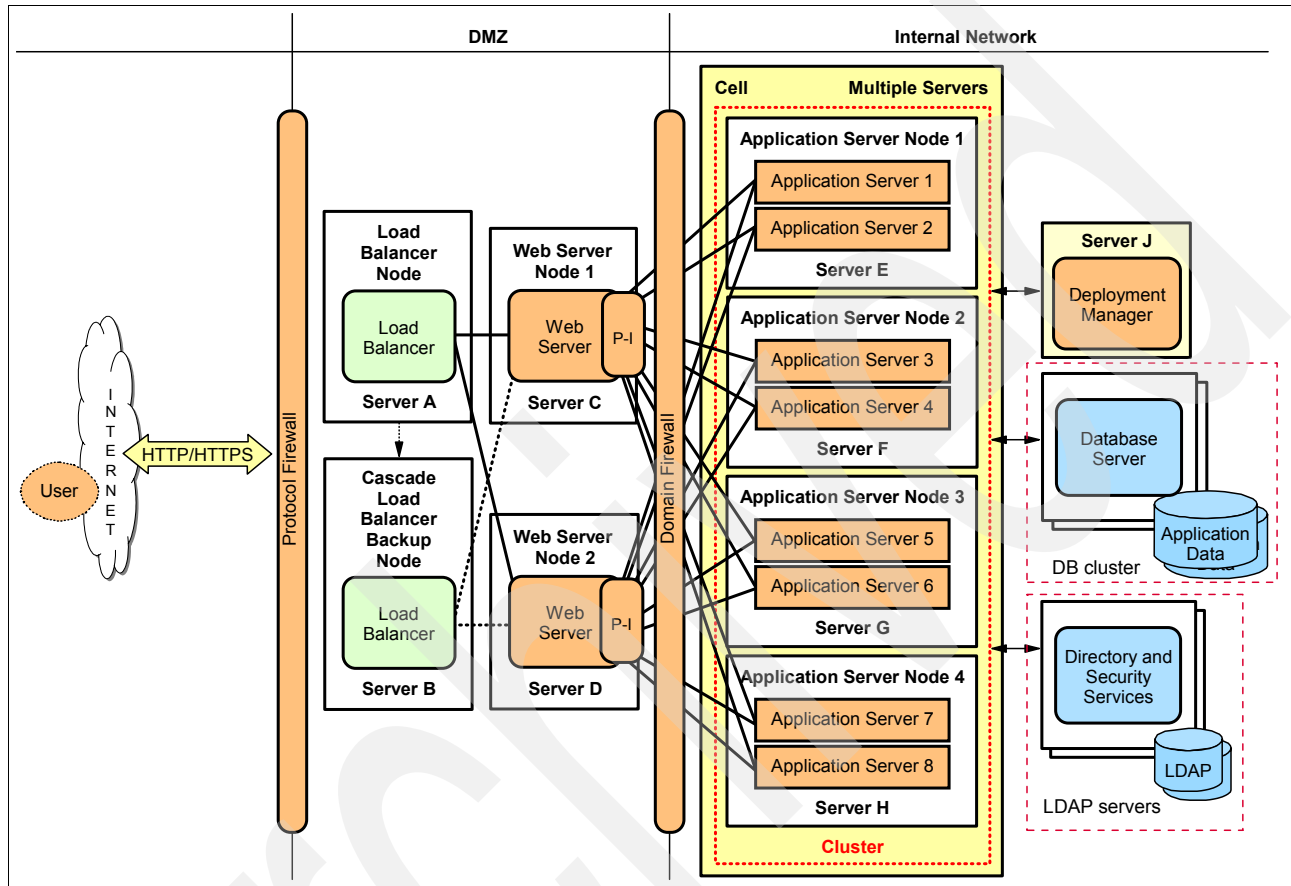 DMZ
Internal Network
INTERNET
User
HTTP/HTTPS
Protocol Firewall
Load
Balancer
Node
Load
Balancer
Server A
Cascade
Load
Balancer
Backup
Node
Load
Balancer
Server B
Web Server
Node 1
Web
Server
P-I
Server C
Web Server
Node 2
Web
Server
P-I
Server D
Domain Firewall
Cell
Multiple Servers
Application Server Node 1
Application Server 1
Application Server 2
Server E
Application Server Node 2
Application Server 3
Application Server 4
Server F
Application Server Node 3
Application Server 5
Application Server 6
Server G
Application Server Node 4
Application Server 7
Application Server 8
Server H
Cluster
Server J
Deployment
Manager
Database
Server
Application
Data
DB cluster
Directory and
Security
Services
LDAP
LDAP servers